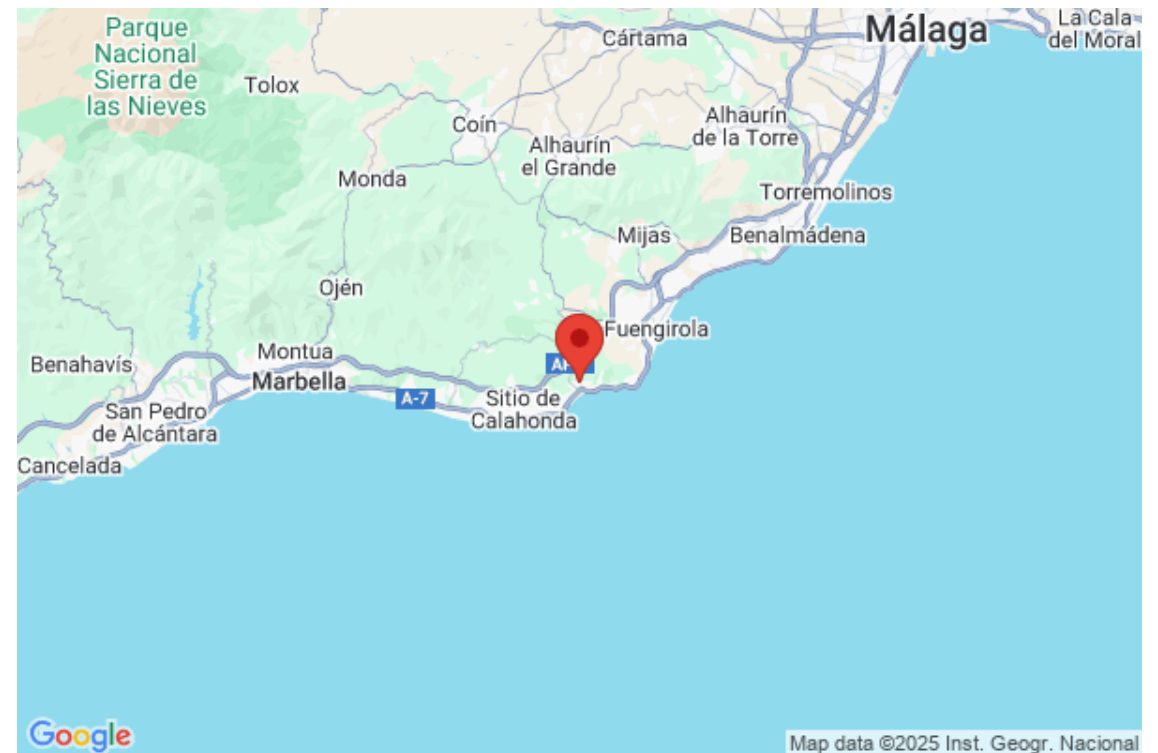 Parque
Nacional
Sierra de
las Nieves
Tolox
Cártama
Málaga
La Cala
del Moral
Coín
Alhaurín
el Grande
Alhaurín
de la Torre
Monda
Torremolinos
Mijas
Benalmádena
Ojén
Fuengirola
Benahavís
Montua
Marbella
A-7
Sitio de
Calahonda
San Pedro
de Alcántara
Cancelada
Google
Map data ©2025 Inst. Geogr. Nacional